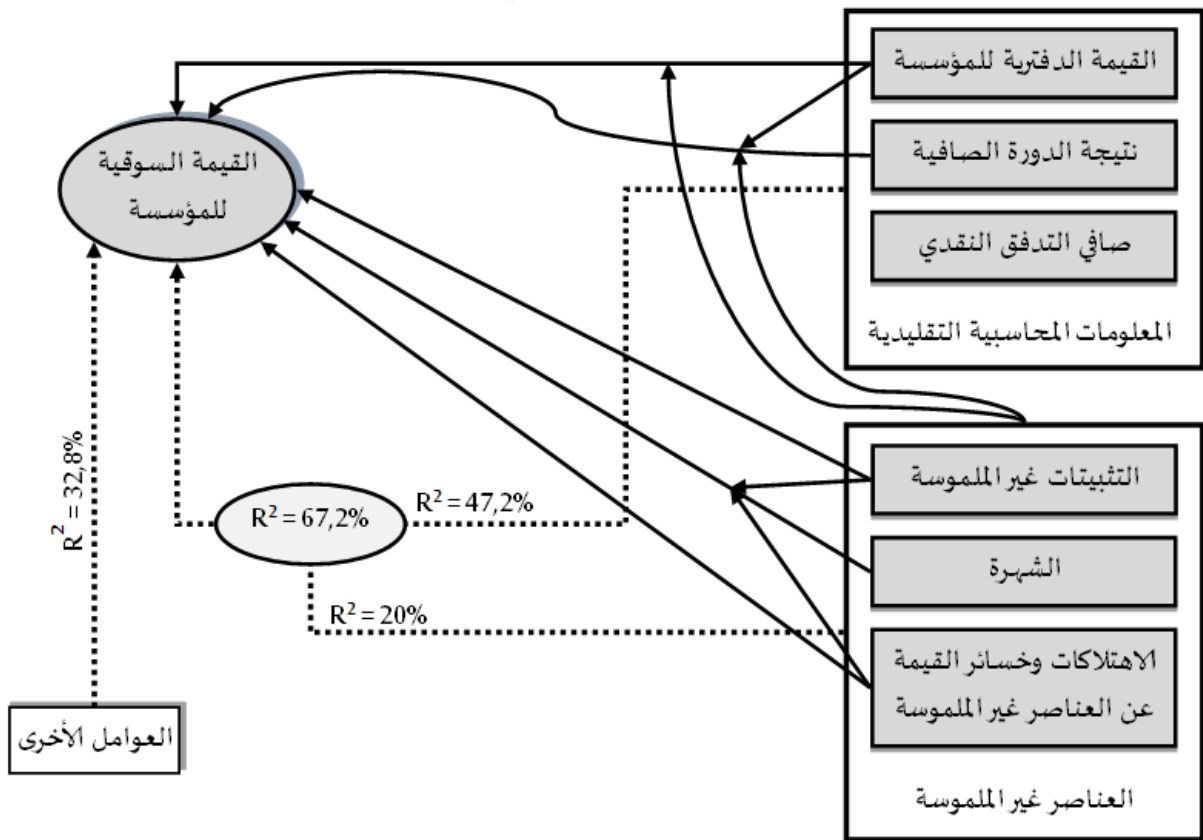 القيمة الدفترية للمؤسسة
نتيجة الدورة الصافية
صافي التدفق النقدي
المعلومات المحاسبية التقليدية
القيمة السوقية
للمؤسسة
التثبيتات غير الملموسة
الشهرة
الاهتلاكات وخسائر القيمة
عن العناصر غير الملموسة
العناصر غير الملموسة
R² = 47,2%
R² = 67,2%
R² = 20%
R² = 32,8%
العوامل الأخرى